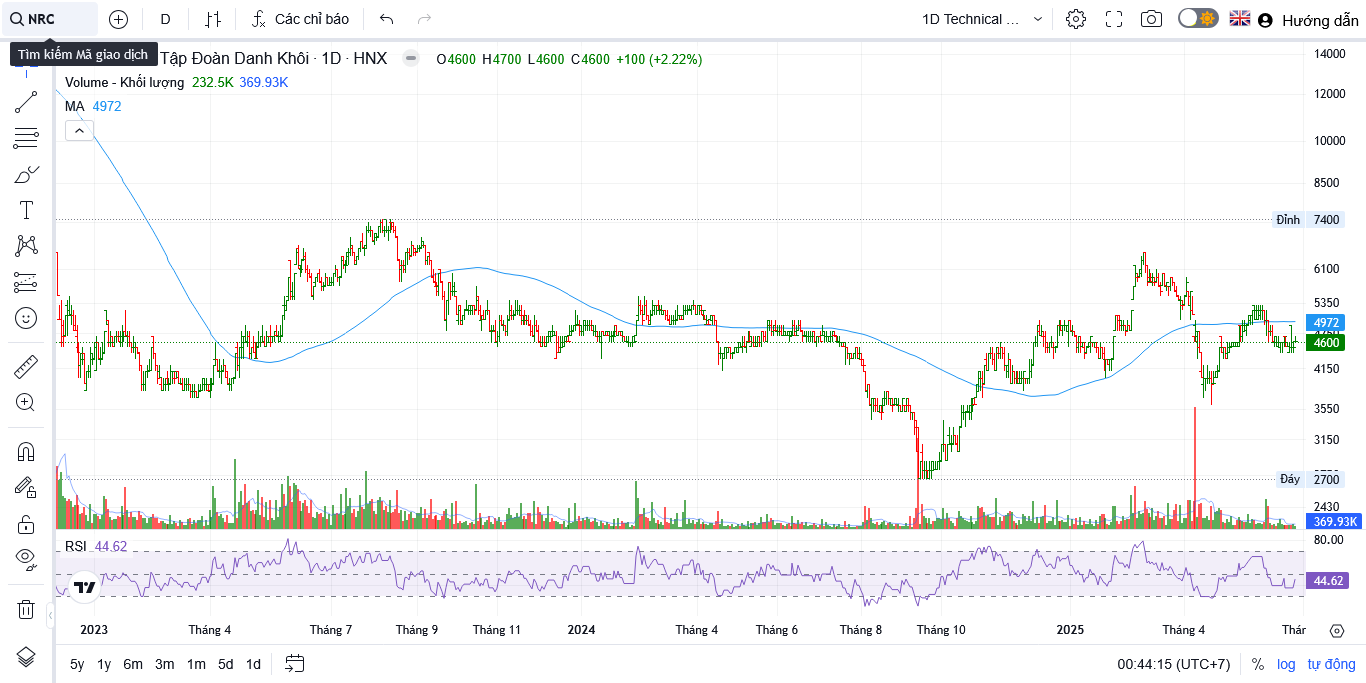 NRC
D
Các chỉ báo
1D Technical ...
Hướng dẫn
Tìm kiếm Mã giao dịch
Tập Đoàn Danh Khôi · 1D · HNX
O4600 H4700 L4600 C4600 +100 (+2.22%)
Volume - Khối lượng 232.5K 369.93K
MA 4972
14000
12000
10000
8500
Đỉnh 7400
6100
5350
4972
4600
4150
3550
3150
Đáy 2700
2430
369.93K
RSI 44.62
80.00
44.62
2023
Tháng 4
Tháng 7
Tháng 9
Tháng 11
2024
Tháng 4
Tháng 6
Tháng 8
Tháng 10
2025
Tháng 4
Thár
5y 1y 6m 3m 1m 5d 1d
00:44:15 (UTC+7)
%
log
tự động